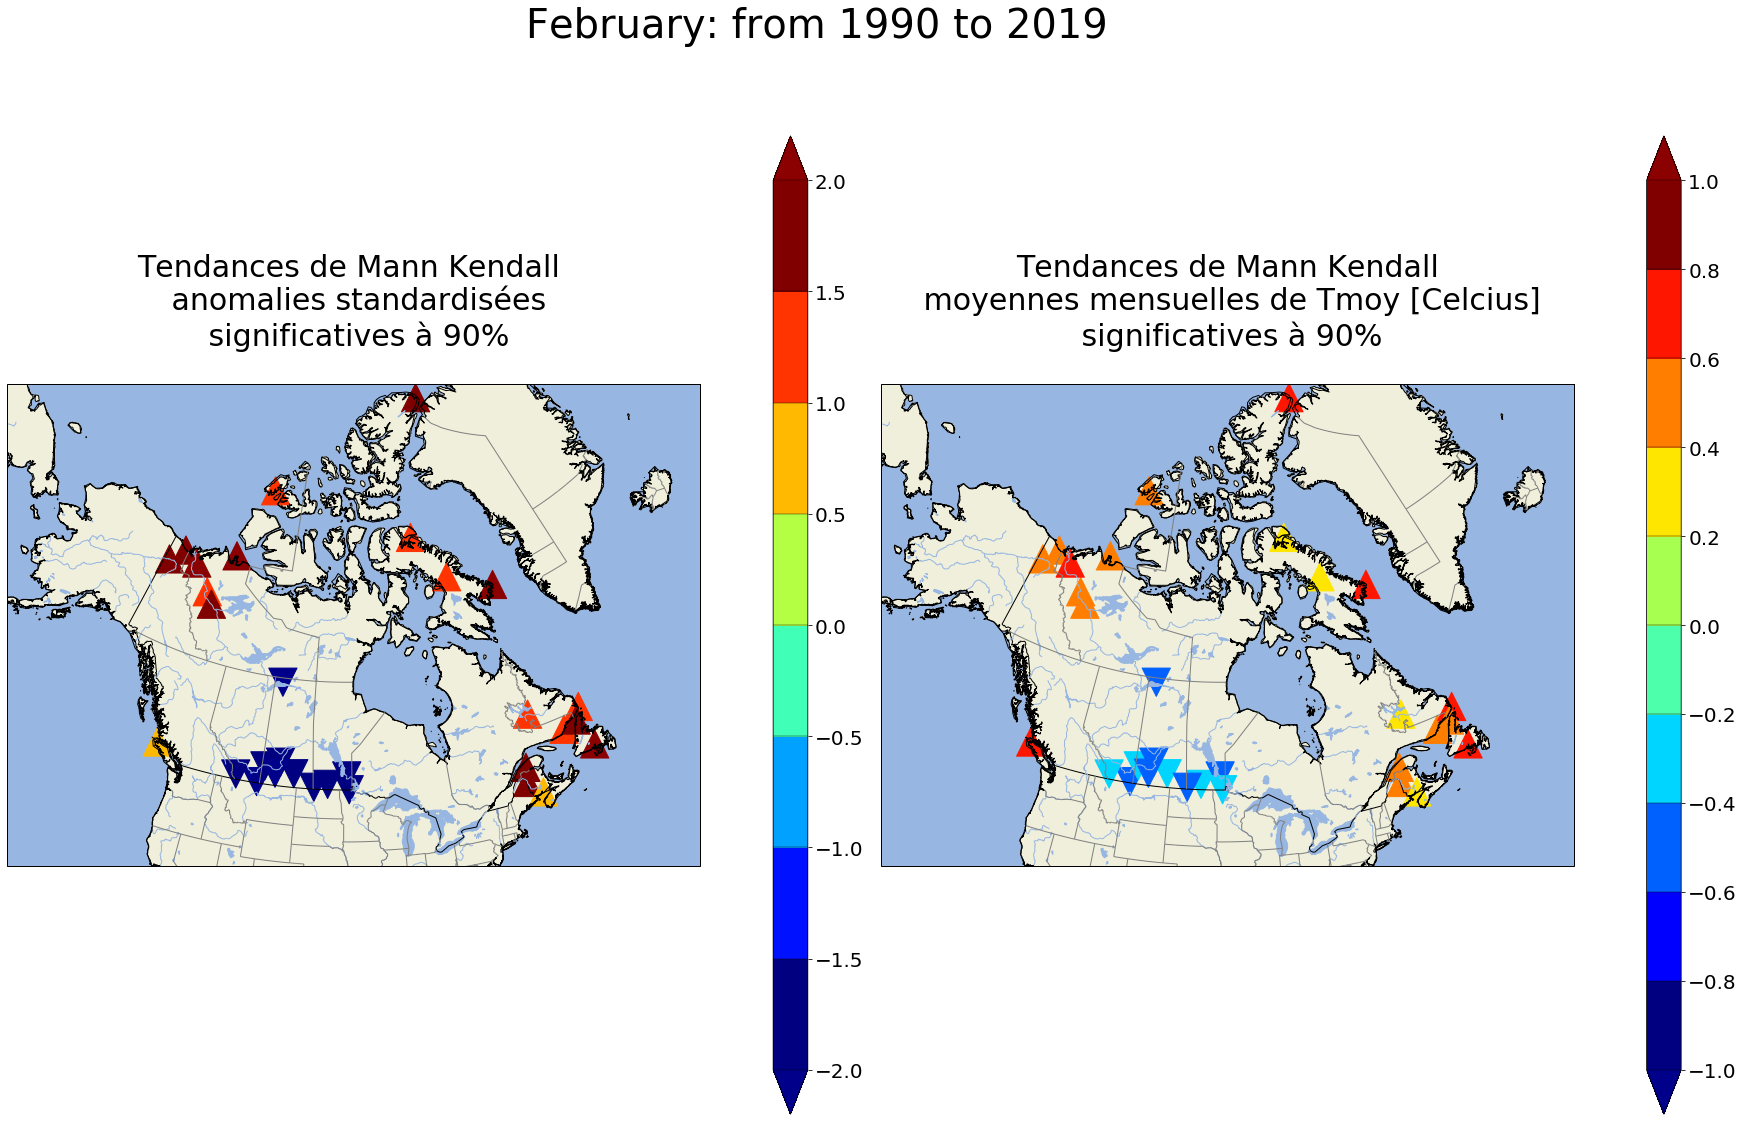 February: from 1990 to 2019
Tendances de Mann Kendall
anomalies standardisées
significatives à 90%
2.0
1.5
1.0
0.5
0.0
−0.5
−1.0
−1.5
−2.0
Tendances de Mann Kendall
moyennes mensuelles de Tmoy [Celcius]
significatives à 90%
1.0
0.8
0.6
0.4
0.2
0.0
−0.2
−0.4
−0.6
−0.8
−1.0